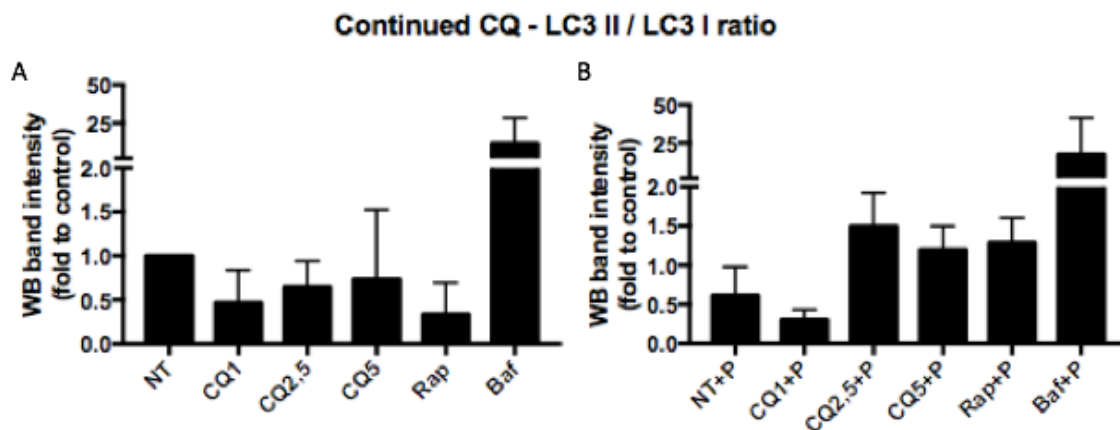 Continued CQ - LC3 II / LC3 I ratio
A
WB band intensity
(fold to control)
50
25
2.0
1.5
1.0
0.5
0.0
NT
CQ1
CQ2,5
CQ5
Rap
Baf
B
WB band intensity
(fold to control)
50
25
2.0
1.5
1.0
0.5
0.0
NT+P
CQ1+P
CQ2,5+P
CQ5+P
Rap+P
Baf+P